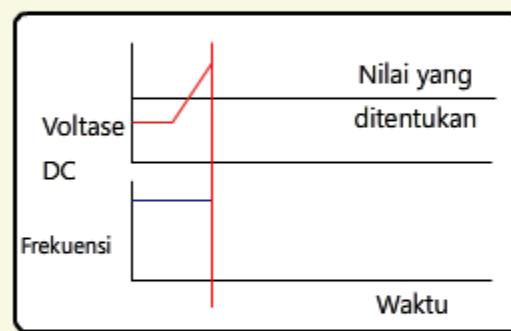 Nilai yang
ditentukan
Voltase
DC
Frekuensi
Waktu